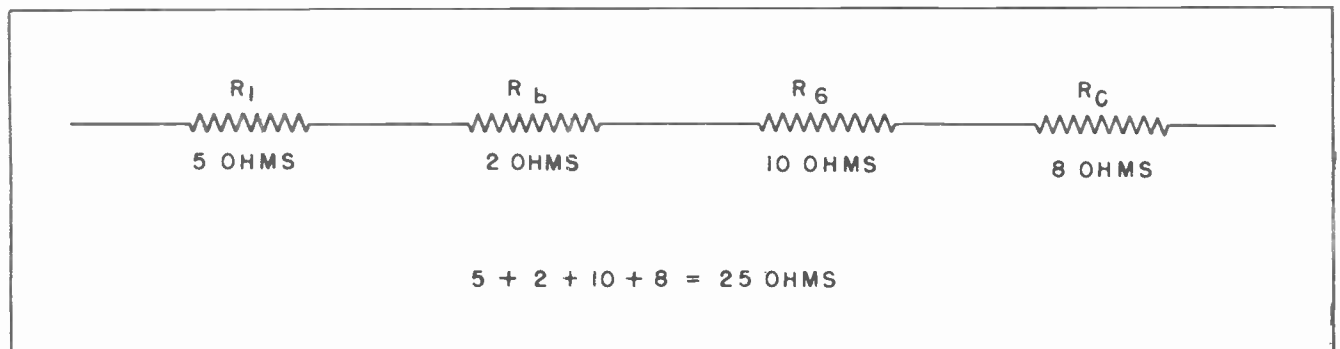 R1 Rb R6 RC
5 OHMS 2 OHMS 10 OHMS 8 OHMS
5 + 2 + 10 + 8 = 25 OHMS